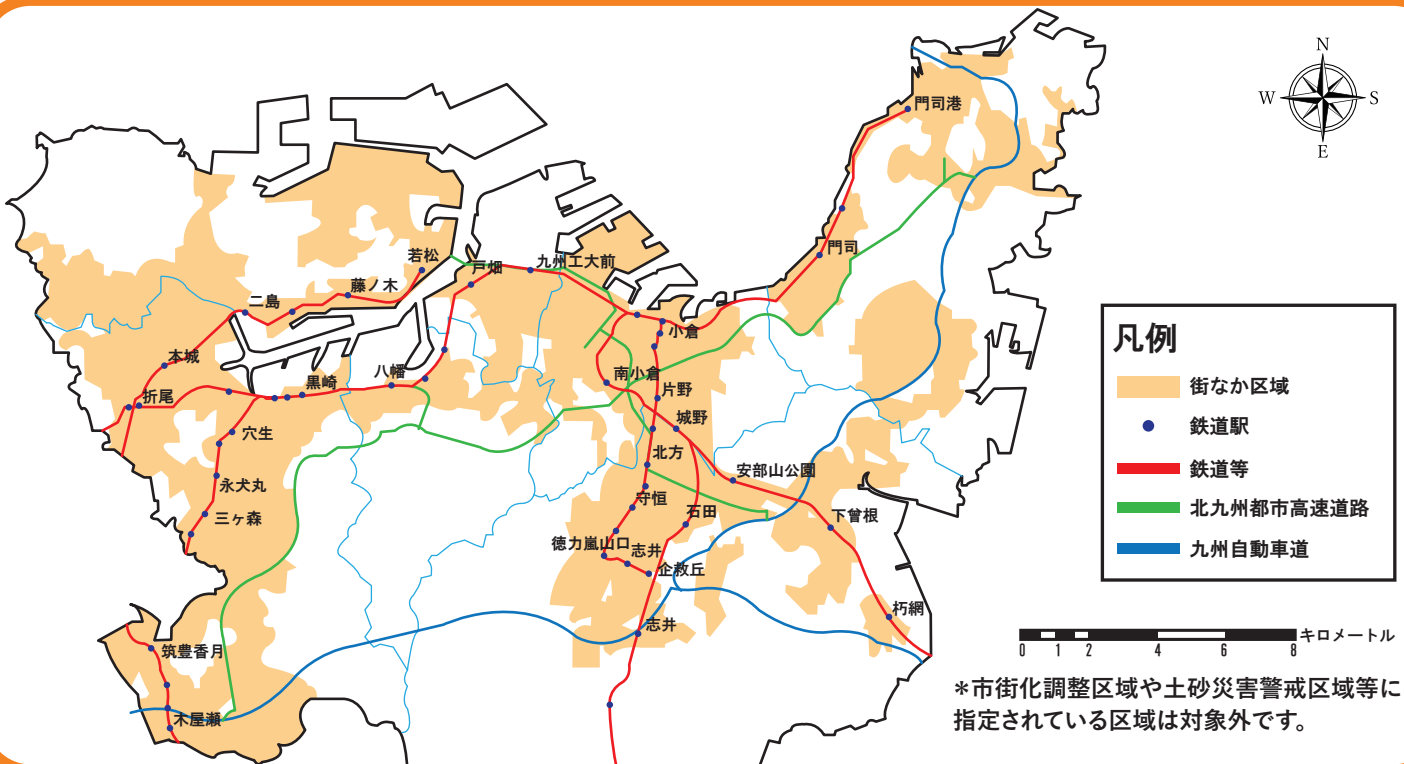 N
W
S
E
門司港
門司
若松
戸畑
九州工大前
藤ノ木
二島
小倉
本城
南小倉
八幡
黒崎
折尾
片野
城野
穴生
北方
安部山公園
永犬丸
守恒
石田
下曽根
三ヶ森
徳力嵐山口
志井
企救丘
朽網
志井
筑豊香月
木屋瀬
凡例
街なか区域
鉄道駅
鉄道等
北九州都市高速道路
九州自動車道
キロメートル
0 1 2 4 6 8
*市街化調整区域や土砂災害警戒区域等に
指定されている区域は対象外です。